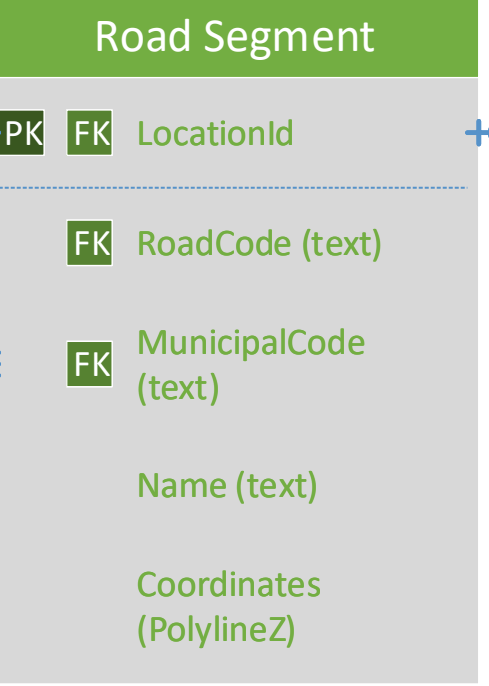 Road Segment
PK FK LocationId
FK RoadCode (text)
FK MunicipalCode
(text)
Name (text)
Coordinates
(PolylineZ)